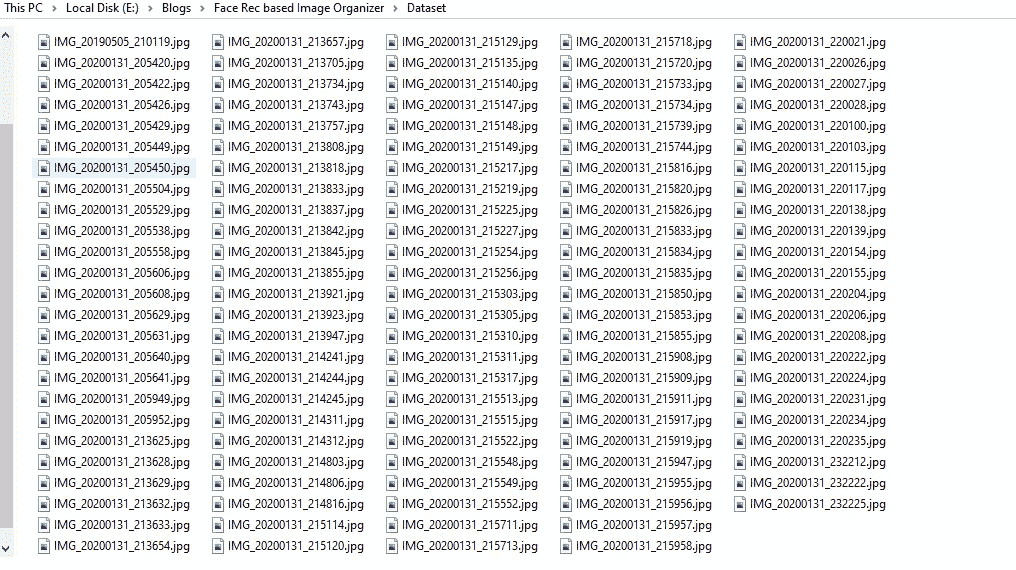 This PC > Local Disk (E:) > Blogs > Face Rec based Image Organizer > Dataset
IMG_20190505_210119.jpg
IMG_20200131_205420.jpg
IMG_20200131_205422.jpg
IMG_20200131_205426.jpg
IMG_20200131_205429.jpg
IMG_20200131_205449.jpg
IMG_20200131_205450.jpg
IMG_20200131_205504.jpg
IMG_20200131_205529.jpg
IMG_20200131_205538.jpg
IMG_20200131_205558.jpg
IMG_20200131_205606.jpg
IMG_20200131_205608.jpg
IMG_20200131_205629.jpg
IMG_20200131_205631.jpg
IMG_20200131_205640.jpg
IMG_20200131_205641.jpg
IMG_20200131_205949.jpg
IMG_20200131_205952.jpg
IMG_20200131_213625.jpg
IMG_20200131_213628.jpg
IMG_20200131_213629.jpg
IMG_20200131_213632.jpg
IMG_20200131_213633.jpg
IMG_20200131_213654.jpg
IMG_20200131_213657.jpg
IMG_20200131_213705.jpg
IMG_20200131_213734.jpg
IMG_20200131_213743.jpg
IMG_20200131_213757.jpg
IMG_20200131_213808.jpg
IMG_20200131_213818.jpg
IMG_20200131_213833.jpg
IMG_20200131_213837.jpg
IMG_20200131_213842.jpg
IMG_20200131_213845.jpg
IMG_20200131_213855.jpg
IMG_20200131_213921.jpg
IMG_20200131_213923.jpg
IMG_20200131_213947.jpg
IMG_20200131_214241.jpg
IMG_20200131_214244.jpg
IMG_20200131_214245.jpg
IMG_20200131_214311.jpg
IMG_20200131_214312.jpg
IMG_20200131_214803.jpg
IMG_20200131_214806.jpg
IMG_20200131_214816.jpg
IMG_20200131_215114.jpg
IMG_20200131_215120.jpg
IMG_20200131_215129.jpg
IMG_20200131_215135.jpg
IMG_20200131_215140.jpg
IMG_20200131_215147.jpg
IMG_20200131_215148.jpg
IMG_20200131_215149.jpg
IMG_20200131_215217.jpg
IMG_20200131_215219.jpg
IMG_20200131_215225.jpg
IMG_20200131_215227.jpg
IMG_20200131_215254.jpg
IMG_20200131_215256.jpg
IMG_20200131_215303.jpg
IMG_20200131_215305.jpg
IMG_20200131_215310.jpg
IMG_20200131_215311.jpg
IMG_20200131_215317.jpg
IMG_20200131_215513.jpg
IMG_20200131_215515.jpg
IMG_20200131_215522.jpg
IMG_20200131_215548.jpg
IMG_20200131_215549.jpg
IMG_20200131_215552.jpg
IMG_20200131_215711.jpg
IMG_20200131_215713.jpg
IMG_20200131_215718.jpg
IMG_20200131_215720.jpg
IMG_20200131_215733.jpg
IMG_20200131_215734.jpg
IMG_20200131_215739.jpg
IMG_20200131_215744.jpg
IMG_20200131_215816.jpg
IMG_20200131_215820.jpg
IMG_20200131_215826.jpg
IMG_20200131_215833.jpg
IMG_20200131_215834.jpg
IMG_20200131_215835.jpg
IMG_20200131_215850.jpg
IMG_20200131_215853.jpg
IMG_20200131_215855.jpg
IMG_20200131_215908.jpg
IMG_20200131_215909.jpg
IMG_20200131_215911.jpg
IMG_20200131_215917.jpg
IMG_20200131_215919.jpg
IMG_20200131_215947.jpg
IMG_20200131_215955.jpg
IMG_20200131_215956.jpg
IMG_20200131_215957.jpg
IMG_20200131_215958.jpg
IMG_20200131_220021.jpg
IMG_20200131_220026.jpg
IMG_20200131_220027.jpg
IMG_20200131_220028.jpg
IMG_20200131_220100.jpg
IMG_20200131_220103.jpg
IMG_20200131_220115.jpg
IMG_20200131_220117.jpg
IMG_20200131_220138.jpg
IMG_20200131_220139.jpg
IMG_20200131_220154.jpg
IMG_20200131_220155.jpg
IMG_20200131_220204.jpg
IMG_20200131_220206.jpg
IMG_20200131_220208.jpg
IMG_20200131_220222.jpg
IMG_20200131_220224.jpg
IMG_20200131_220231.jpg
IMG_20200131_220234.jpg
IMG_20200131_220235.jpg
IMG_20200131_232212.jpg
IMG_20200131_232222.jpg
IMG_20200131_232225.jpg